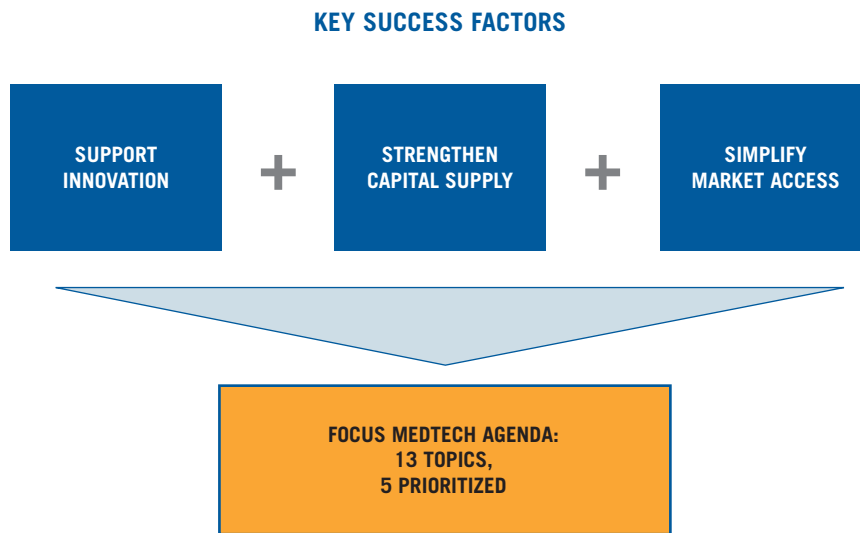 KEY SUCCESS FACTORS
SUPPORT
INNOVATION
+
STRENGTHEN
CAPITAL SUPPLY
+
SIMPLIFY
MARKET ACCESS
FOCUS MEDTECH AGENDA:
13 TOPICS,
5 PRIORITIZED